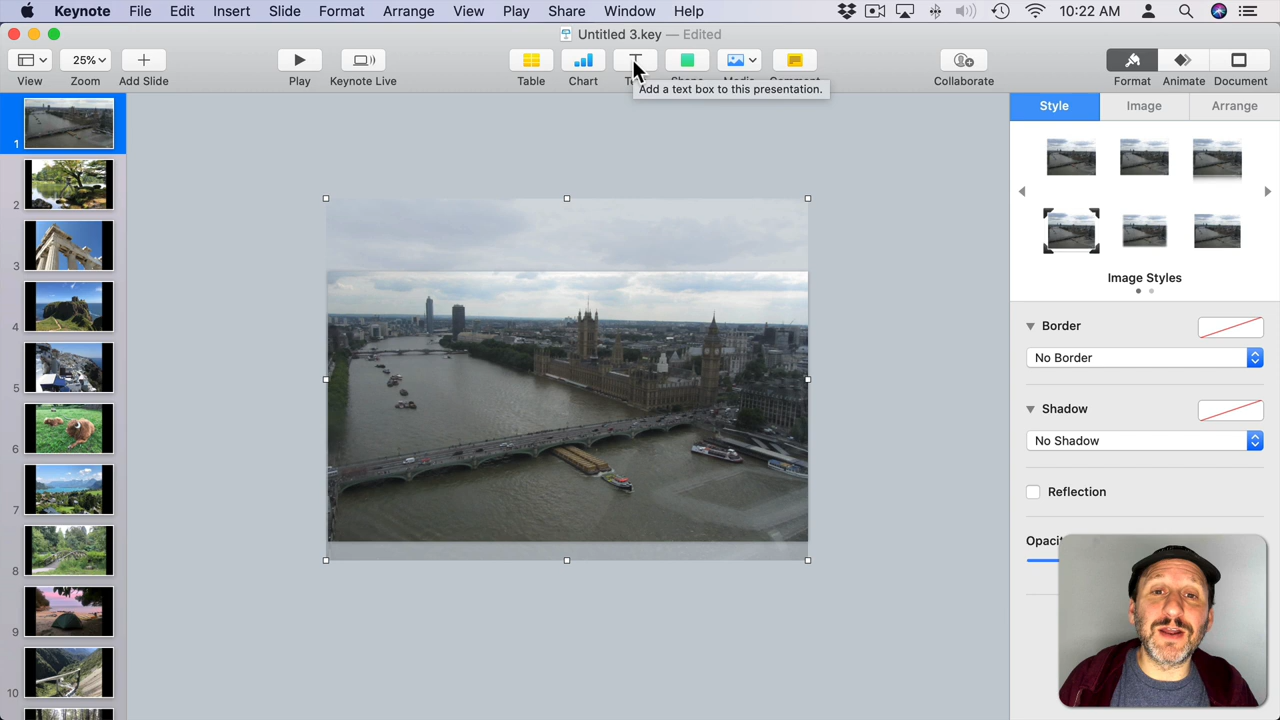 Keynote File Edit Insert Slide Format Arrange View Play Share Window Help 10:22 AM
Untitled 3.key — Edited
25%
View Zoom Add Slide Play Keynote Live Table Chart Collaborate Format Animate Document
Add a text box to this presentation.
Style Image Arrange
1
2
3
4
5
6
7
8
9
10
Image Styles
Border
No Border
Shadow
No Shadow
Reflection